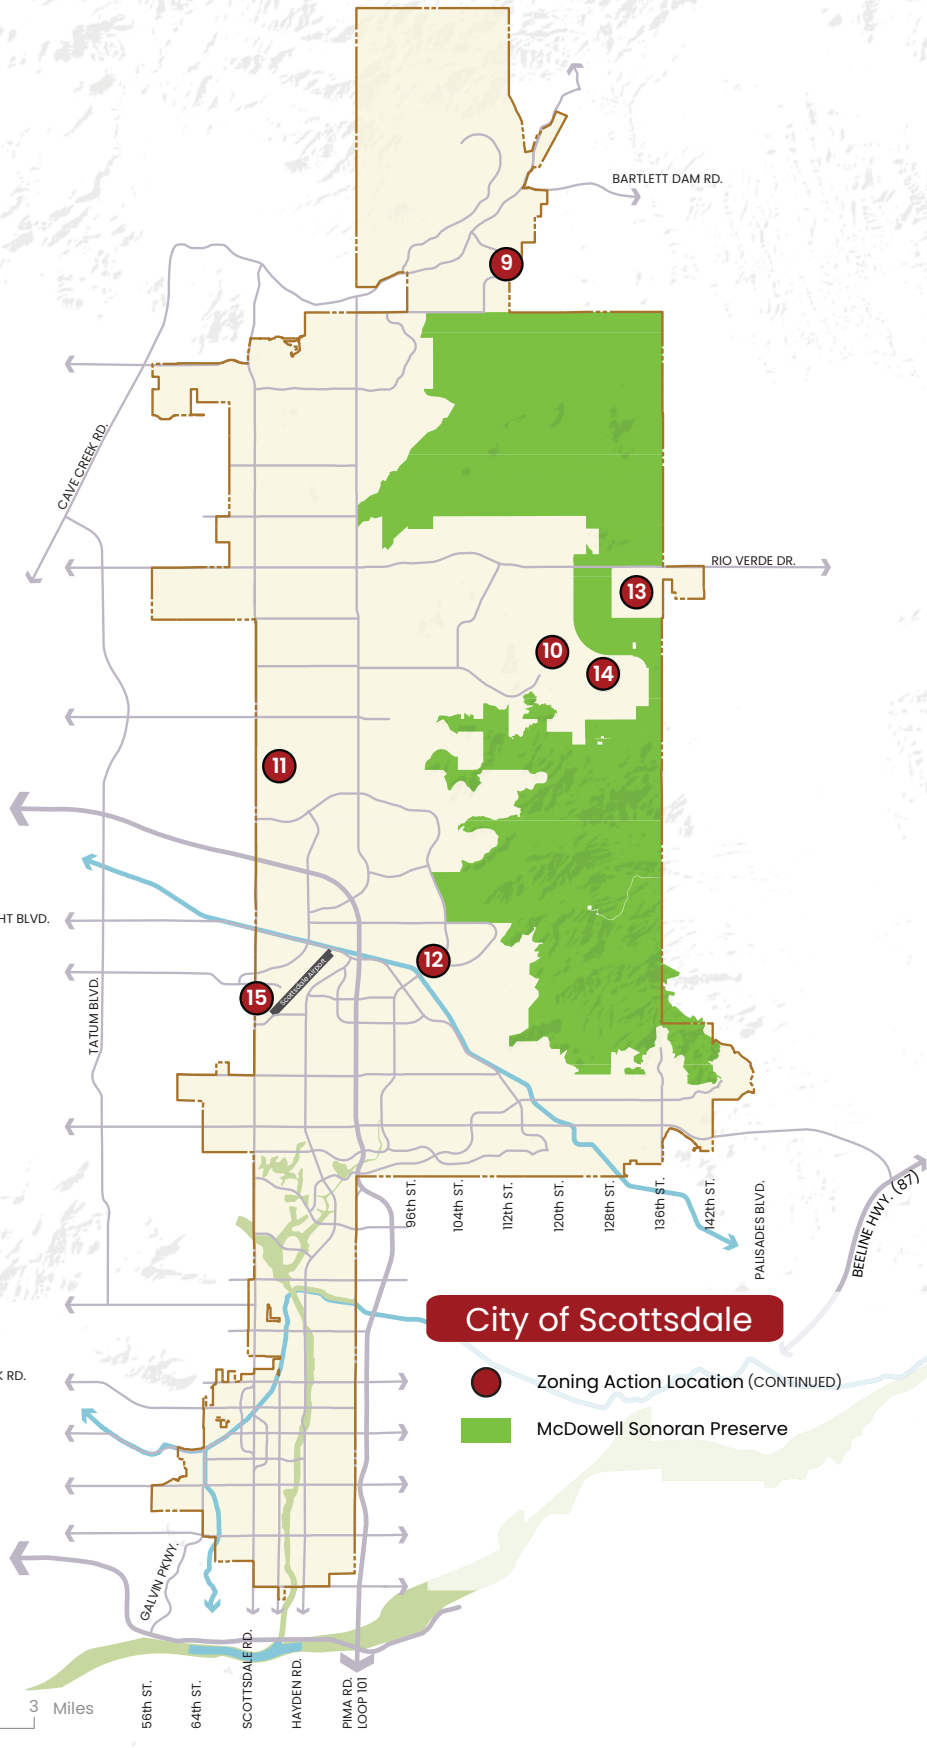 BARTLETT DAM RD.
9
CAVE CREEK RD.
RIO VERDE DR.
13
10
14
11
HT BLVD.
12
Scottsdale Airport
15
TATUM BLVD.
96th ST.
104th ST.
112th ST.
120th ST.
128th ST.
136th ST.
142th ST.
PALISADES BLVD.
BEELINE HWY. (87)
City of Scottsdale
Zoning Action Location (CONTINUED)
McDowell Sonoran Preserve
K RD.
GALVIN PKWY.
3 Miles
56th ST.
64th ST.
SCOTTSDALE RD.
HAYDEN RD.
PIMA RD.
LOOP 101